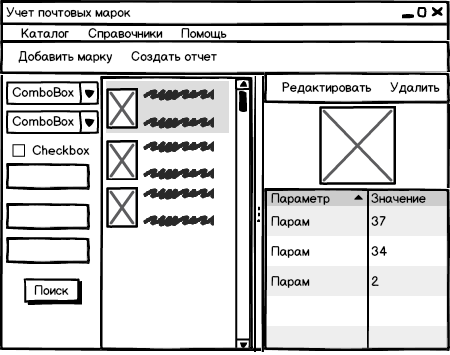 Учет почтовых марок
Каталог Справочники Помощь
Добавить марку Создать отчет
ComboBox
ComboBox
Checkbox
Поиск
Редактировать Удалить
Параметр Значение
Парам 37
Парам 34
Парам 2